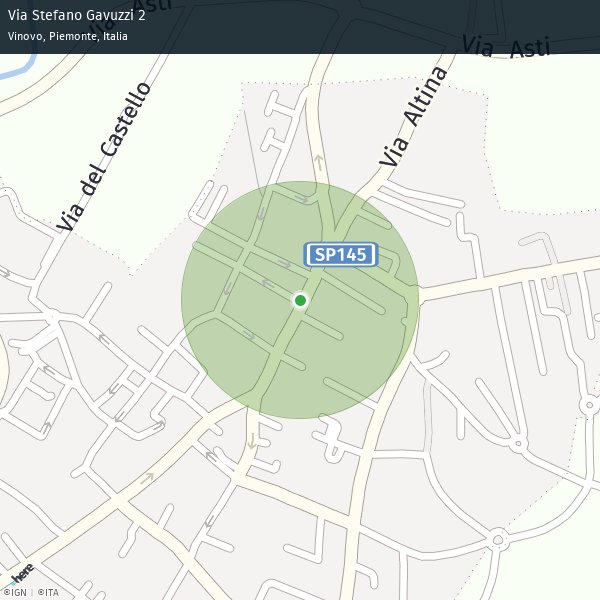 Via Stefano Gavuzzi 2
Vinovo, Piemonte, Italia
Via Asti
Via Asti
Via Altina
Via del Castello
SP145
here
©IGN | ©ITA